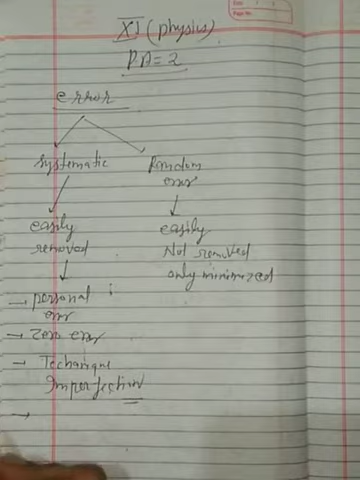 XI (physics)
PA = 2
error
systematic
Random
error
easily
removed
easily
Not removed
only minimized
→ personal
error
→ zero error
→ Technique
Imperfection
→